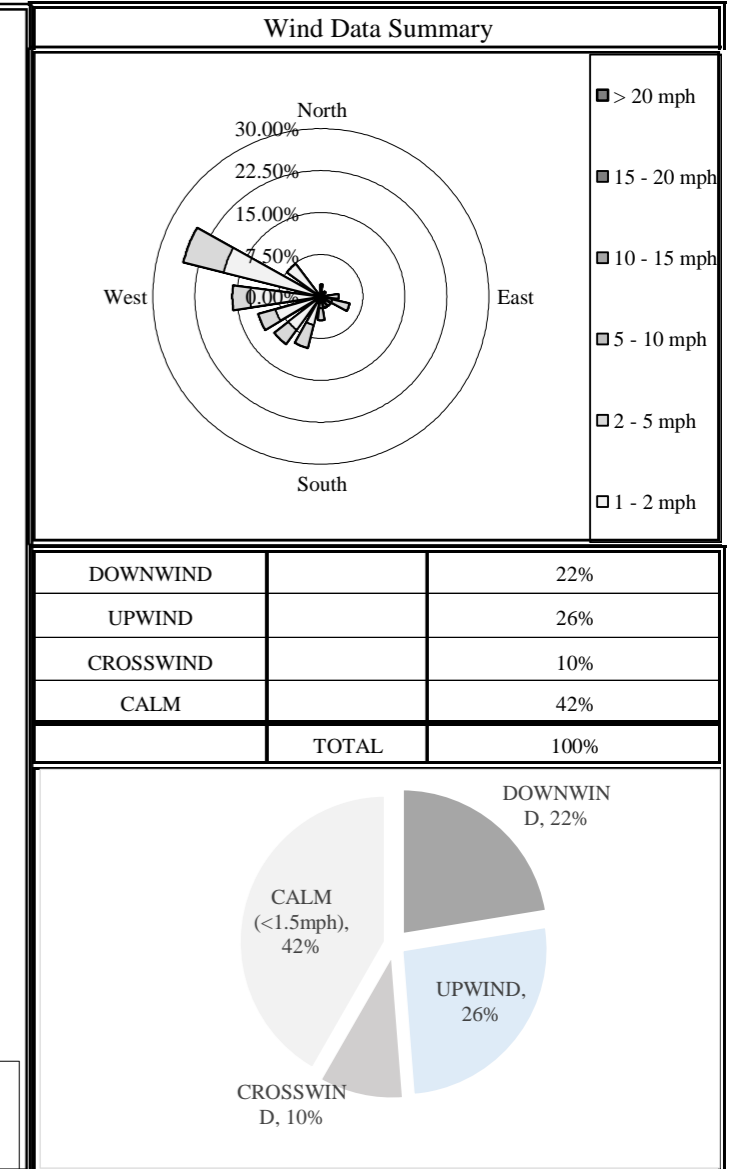 Wind Data Summary
North
30.00%
22.50%
15.00%
7.50%
0.00%
West
East
South
> 20 mph
15 - 20 mph
10 - 15 mph
5 - 10 mph
2 - 5 mph
1 - 2 mph
DOWNWIND 22%
UPWIND 26%
CROSSWIND 10%
CALM 42%
TOTAL 100%
DOWNWIN
D, 22%
CALM
(<1.5mph),
42%
UPWIND,
26%
CROSSWIN
D, 10%